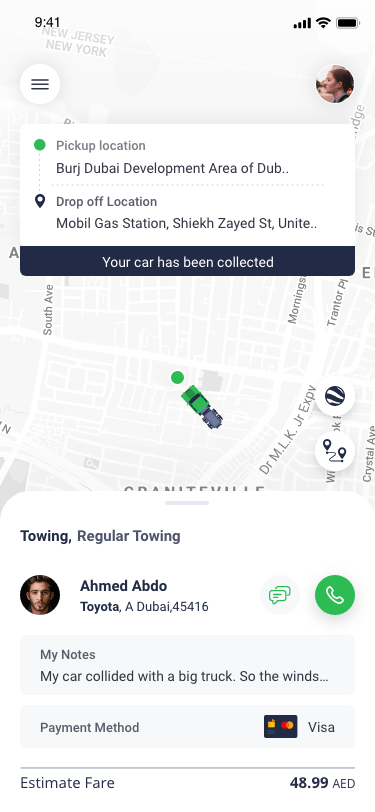 9:41
NEW JERSEY
NEW YORK
Pickup location
Burj Dubai Development Area of Dub..
Drop off Location
Mobil Gas Station, Shiekh Zayed St, Unite..
Your car has been collected
South Ave
Trantor Pl
Dr M.L.K. Jr Expy
Crystal Ave
GRANITEVILLE
Towing, Regular Towing
Ahmed Abdo
Toyota, A Dubai,45416
My Notes
My car collided with a big truck. So the winds...
Payment Method
Visa
Estimate Fare
48.99 AED